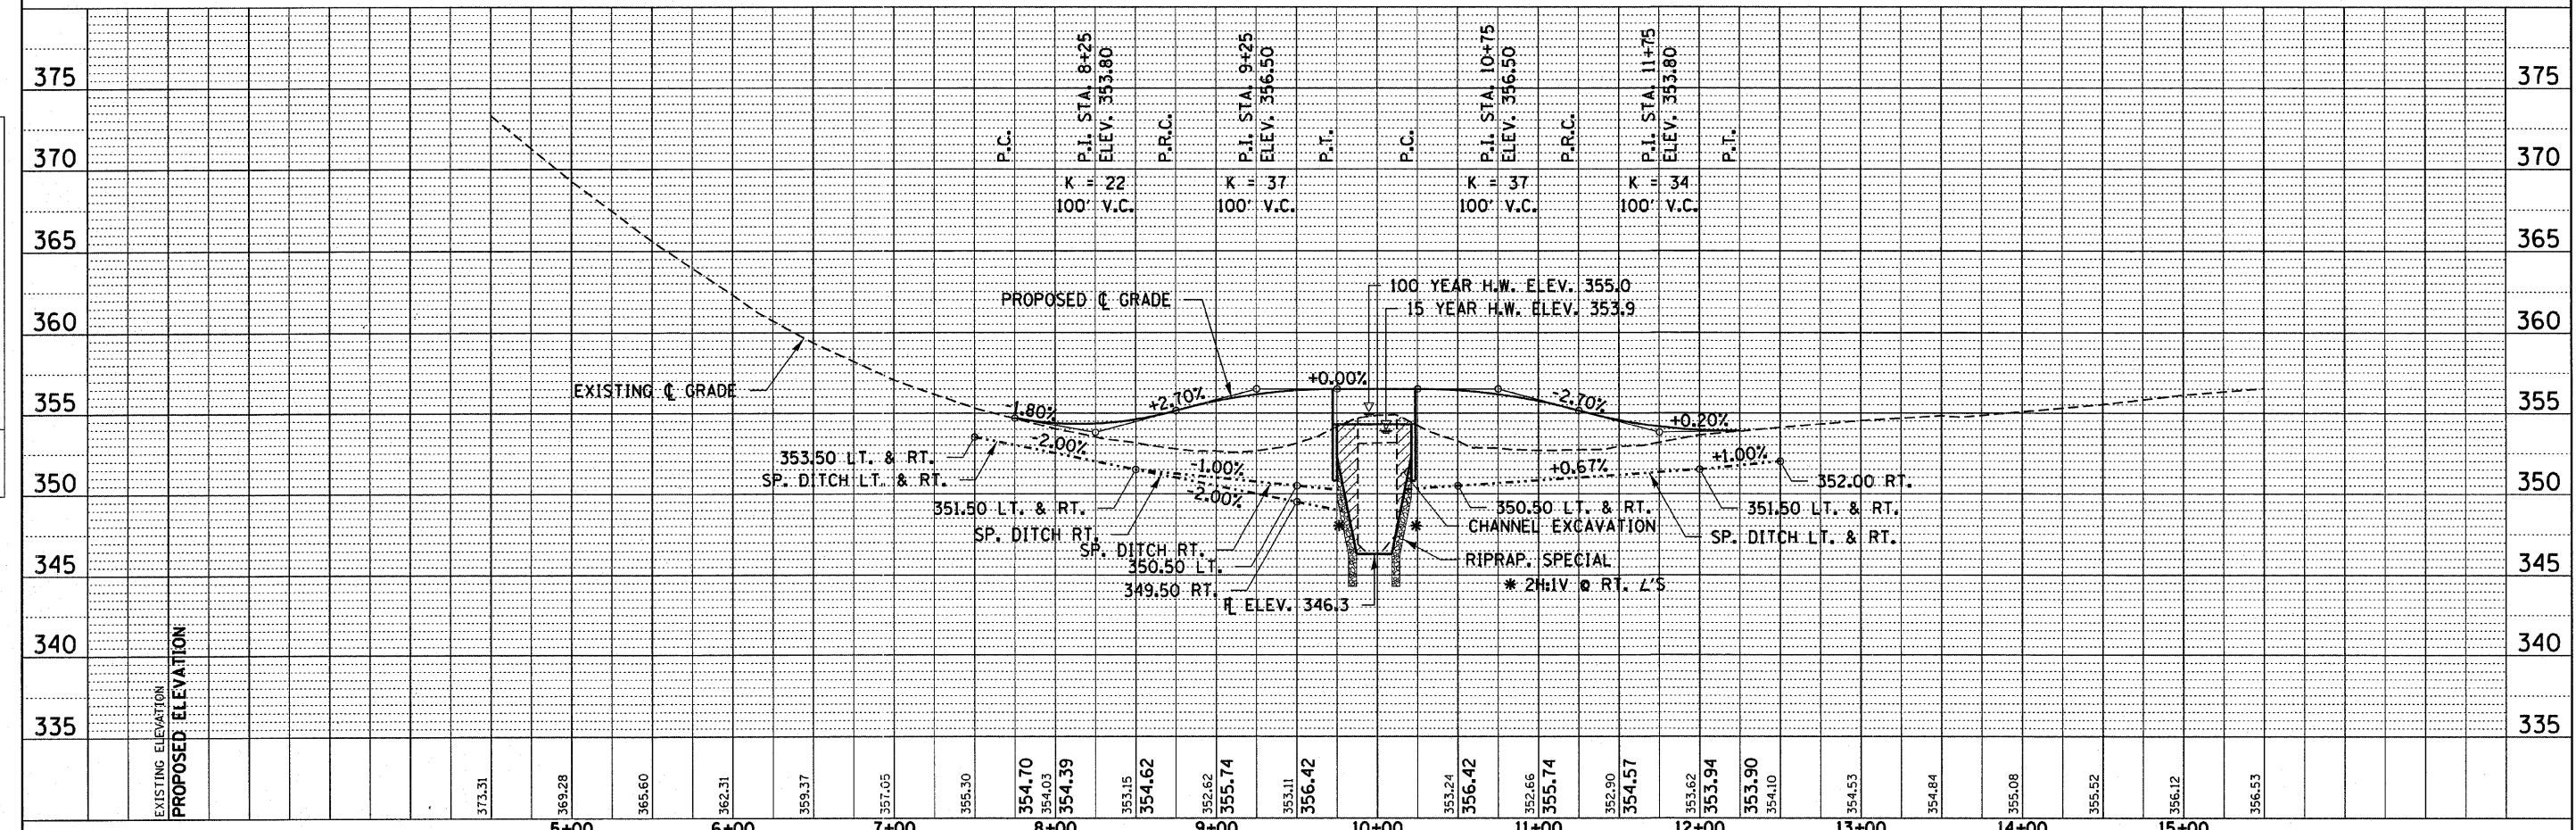 P.I. STA. 8+25
ELEV. 353.80
P.I. STA. 9+25
ELEV. 356.50
P.I. STA. 10+75
ELEV. 356.50
P.I. STA. 11+75
ELEV. 353.80
P.C.
P.R.C.
P.T.
P.C.
P.R.C.
P.T.
K = 22
100' V.C.
K = 37
100' V.C.
K = 37
100' V.C.
K = 34
100' V.C.
375 375
370 370
365 365
360 360
355 355
350 350
345 345
340 340
335 335
100 YEAR H.W. ELEV. 355.0
15 YEAR H.W. ELEV. 353.9
PROPOSED ℄ GRADE
EXISTING ℄ GRADE
-1.80%
+2.70%
+0.00%
-2.70%
+0.20%
-2.00%
-1.00%
-2.00%
+0.67%
+1.00%
353.50 LT. & RT.
SP. DITCH LT. & RT.
351.50 LT. & RT.
SP. DITCH RT.
SP. DITCH RT.
350.50 LT.
349.50 RT.
FL ELEV. 346.3
352.00 RT.
350.50 LT. & RT.
351.50 LT. & RT.
CHANNEL EXCAVATION
SP. DITCH LT. & RT.
RIPRAP. SPECIAL
* *
* 2H:1V @ RT. ∠'S
EXISTING ELEVATION
PROPOSED ELEVATION
373.31
369.28
365.60
362.31
359.37
357.05
355.30
354.70
354.03
354.39
353.15
354.62
352.62
355.74
353.11
356.42
353.24
356.42
352.66
355.74
352.90
354.57
353.62
353.94
353.90
354.10
354.53
354.84
355.08
355.52
356.12
356.53
5+00 6+00 7+00 8+00 9+00 10+00 11+00 12+00 13+00 14+00 15+00